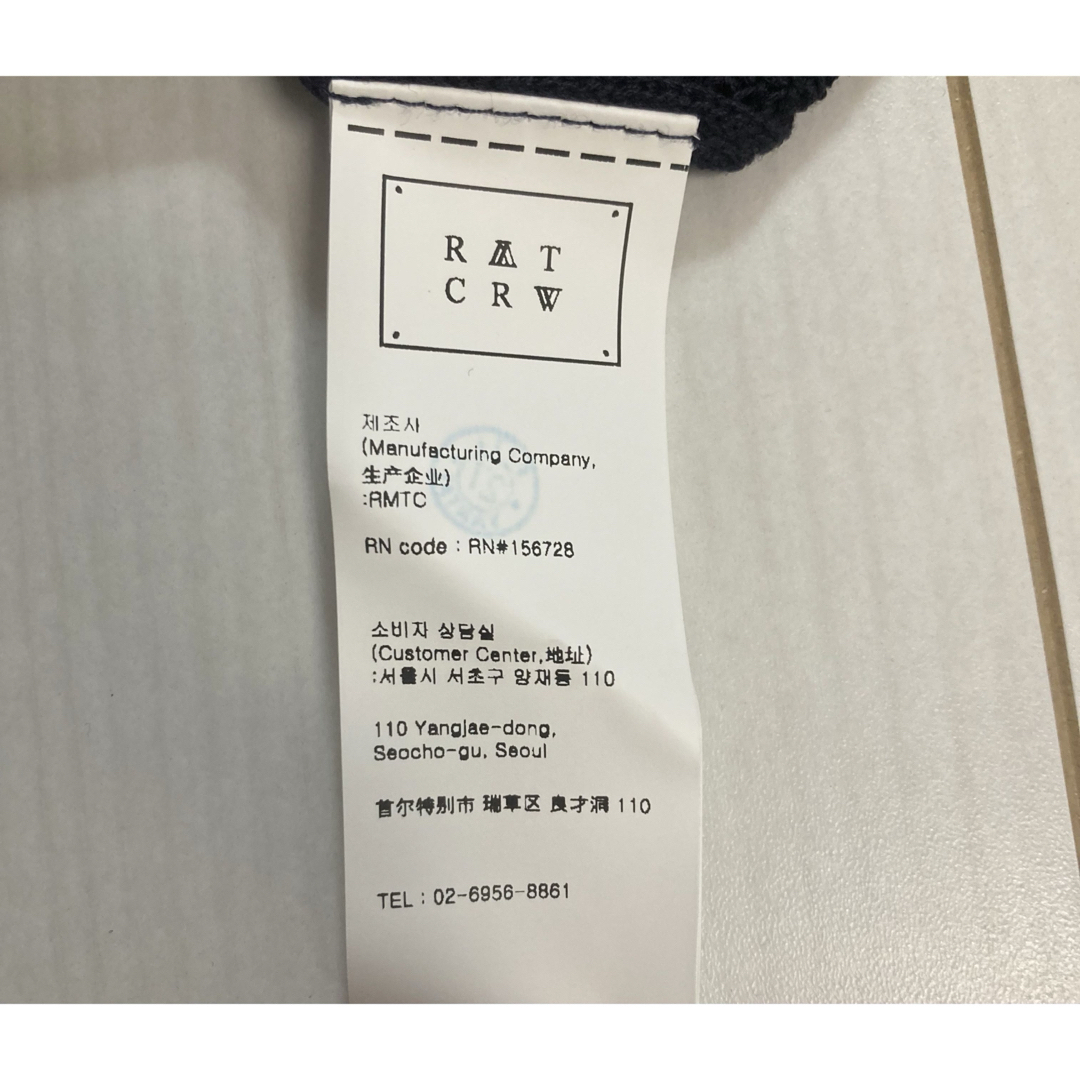 R M T
C R W
제조사
(Manufacturing Company,
生产企业)
:RMTC
RN code : RN#156728
소비자 상담실
(Customer Center,地址)
:서울시 서초구 양재동 110
110 Yangjae-dong,
Seocho-gu, Seoul
首尔特别市 瑞草区 良才洞 110
TEL : 02-6956-8861